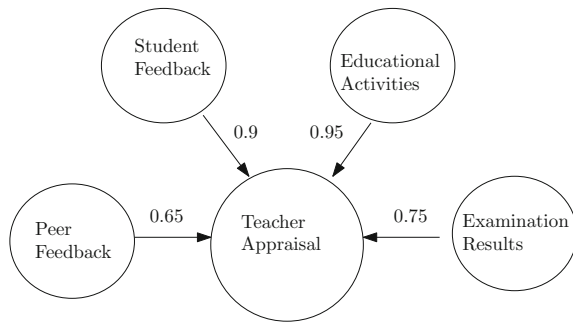 Student
Feedback
Educational
Activities
0.9
0.95
Peer
Feedback
0.65
Teacher
Appraisal
0.75
Examination
Results